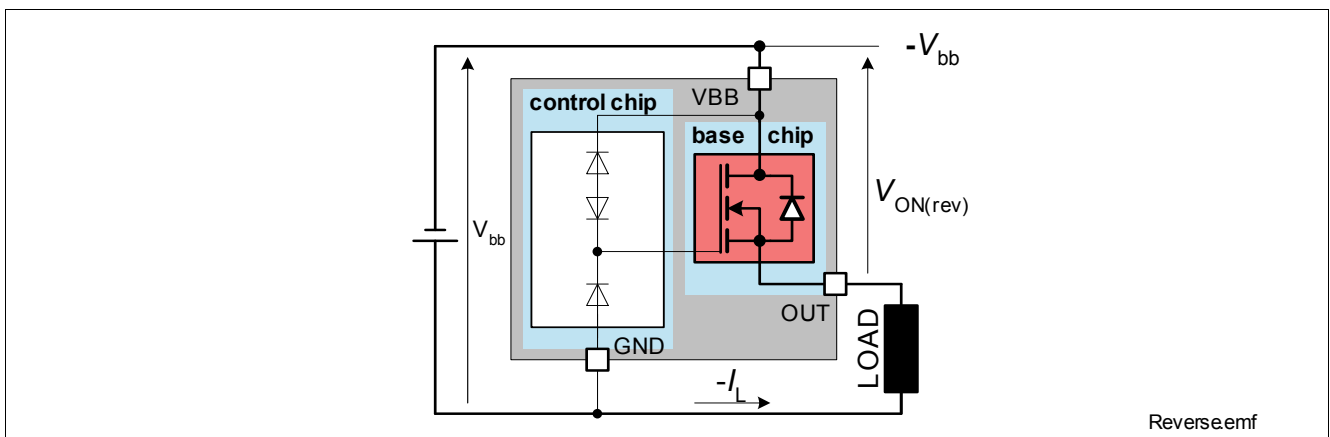 -Vbb
VBB
control chip
base chip
VON(rev)
Vbb
OUT
GND
LOAD
-IL
Reverse.emf